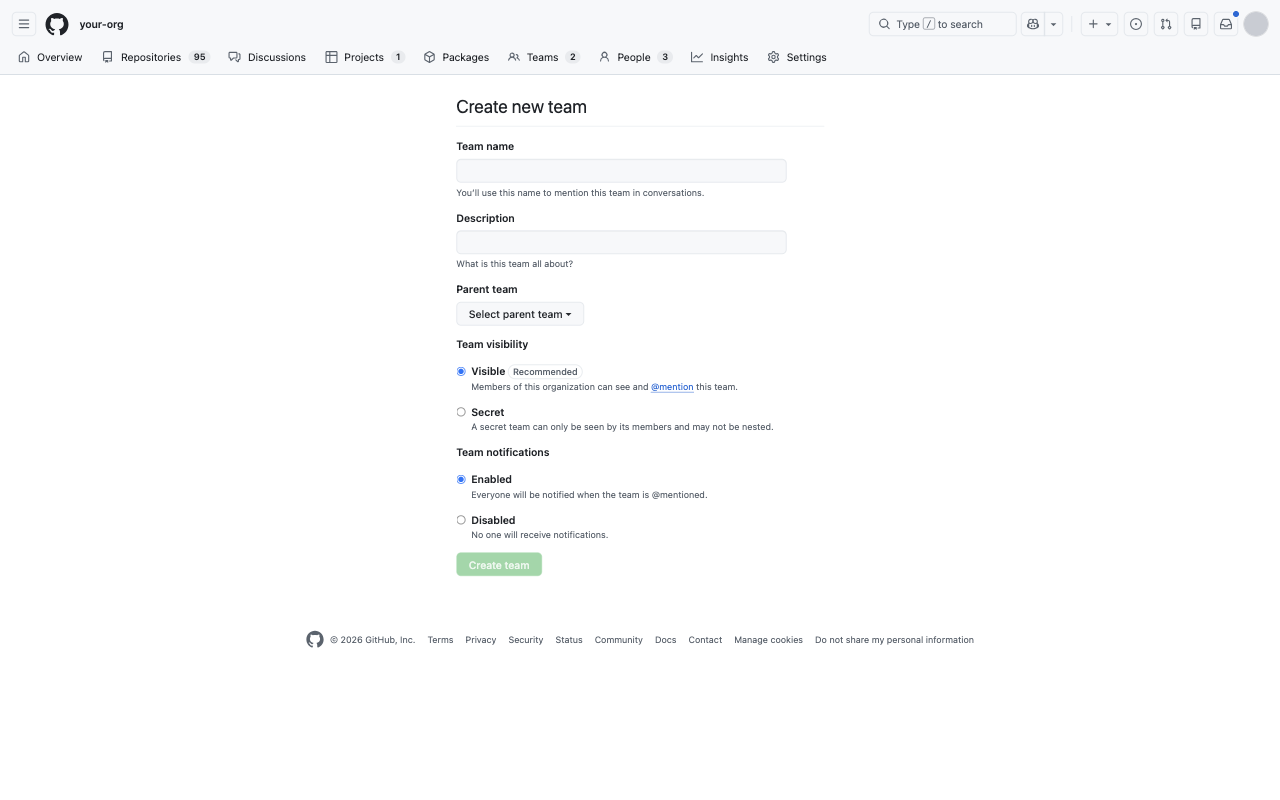 your-org
Type / to search
Overview
Repositories 95
Discussions
Projects 1
Packages
Teams 2
People 3
Insights
Settings
Create new team
Team name
You'll use this name to mention this team in conversations.
Description
What is this team all about?
Parent team
Select parent team
Team visibility
Visible Recommended
Members of this organization can see and @mention this team.
Secret
A secret team can only be seen by its members and may not be nested.
Team notifications
Enabled
Everyone will be notified when the team is @mentioned.
Disabled
No one will receive notifications.
Create team
© 2026 GitHub, Inc. Terms Privacy Security Status Community Docs Contact Manage cookies Do not share my personal information